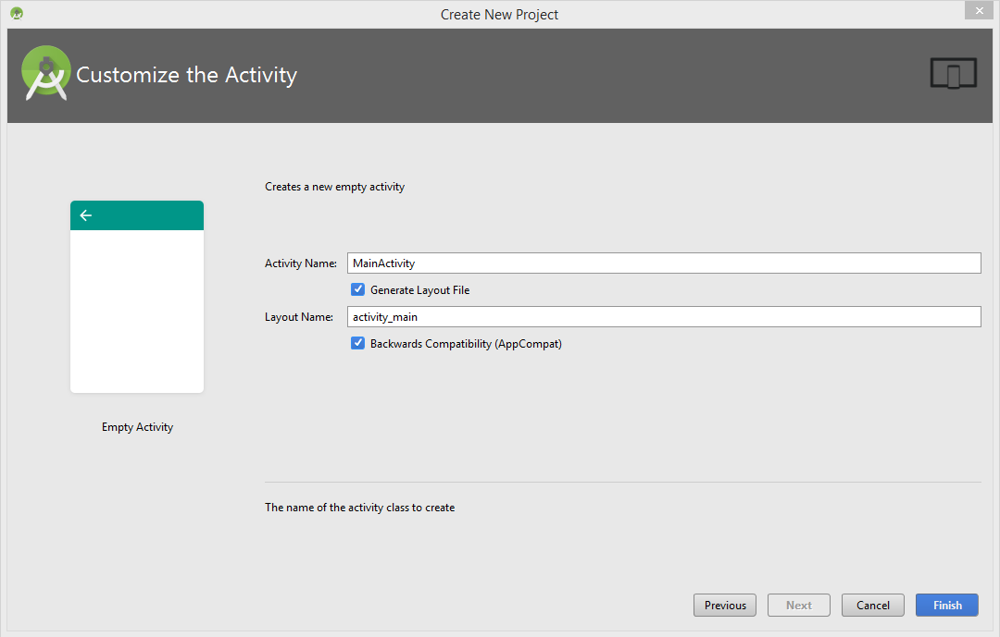 Create New Project
Customize the Activity
Creates a new empty activity
Activity Name: MainActivity
Generate Layout File
Layout Name: activity_main
Backwards Compatibility (AppCompat)
Empty Activity
The name of the activity class to create
Previous Next Cancel Finish